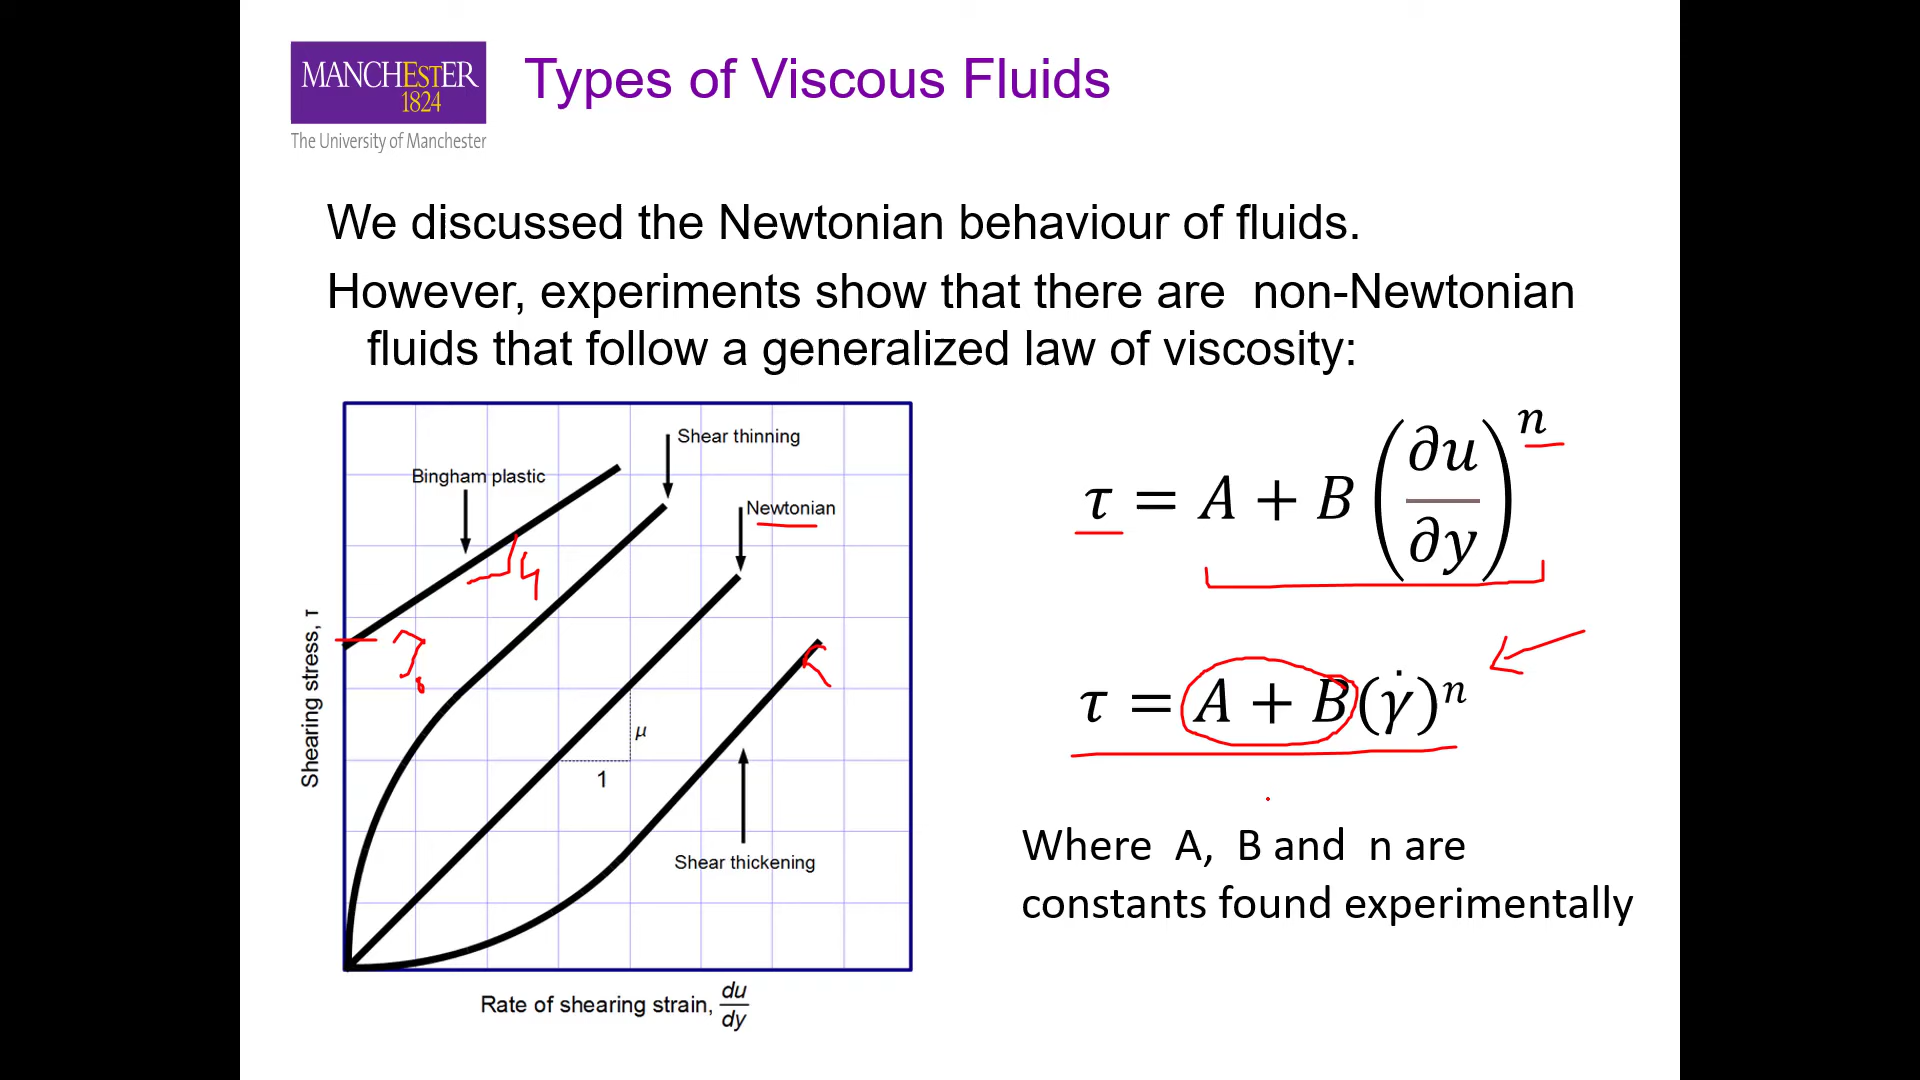 MANCHESTER
1824
The University of Manchester
Types of Viscous Fluids
We discussed the Newtonian behaviour of fluids.
However, experiments show that there are non-Newtonian
fluids that follow a generalized law of viscosity:
Shear thinning
Bingham plastic
Newtonian
μ
1
Shear thickening
Shearing stress, τ
Rate of shearing strain, du/dy
τ = A + B (∂u/∂y)ⁿ
τ = A + B(γ̇)ⁿ
Where A, B and n are
constants found experimentally